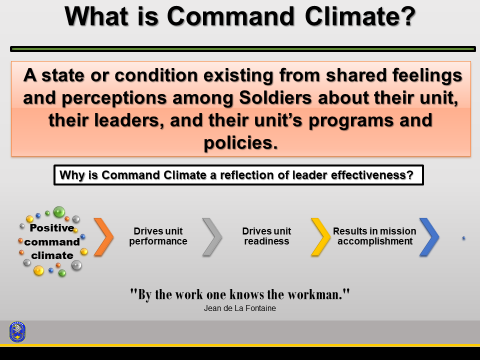 What is Command Climate?
A state or condition existing from shared feelings
and perceptions among Soldiers about their unit,
their leaders, and their unit's programs and
policies.
Why is Command Climate a reflection of leader effectiveness?
Positive
command
climate
Drives unit
performance
Drives unit
readiness
Results in mission
accomplishment
"By the work one knows the workman."
Jean de La Fontaine